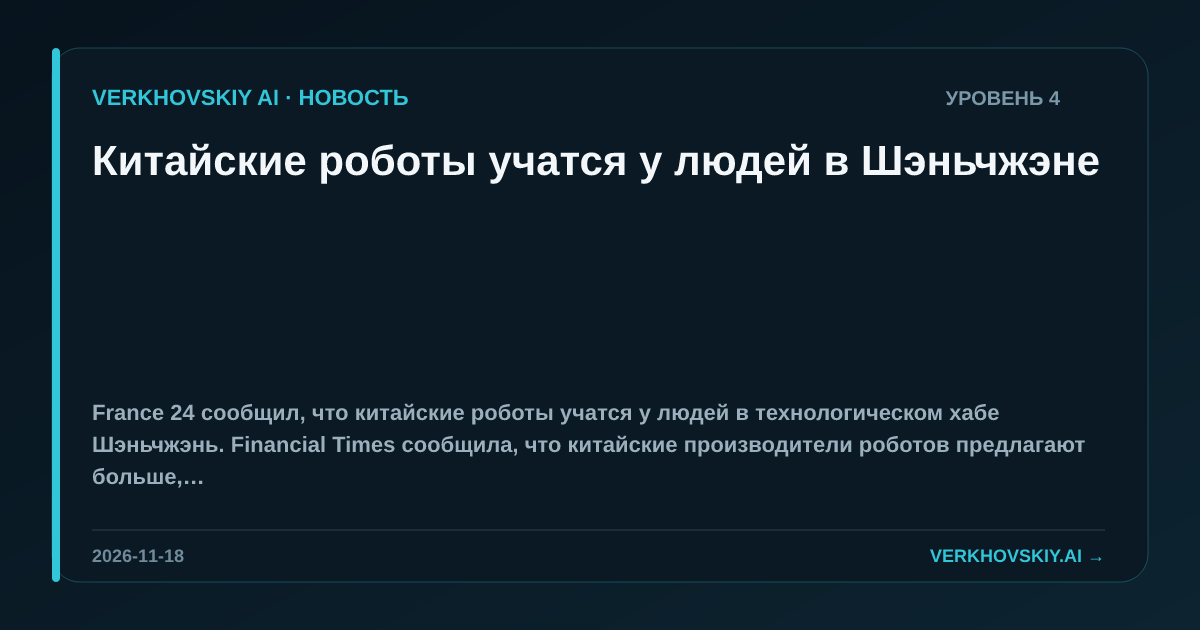 VERKHOVSKIY AI · НОВОСТЬ
УРОВЕНЬ 4
Китайские роботы учатся у людей в Шэньчжэне
France 24 сообщил, что китайские роботы учатся у людей в технологическом хабе
Шэньчжэнь. Financial Times сообщила, что китайские производители роботов предлагают
больше,…
2026-11-18
VERKHOVSKIY.AI →